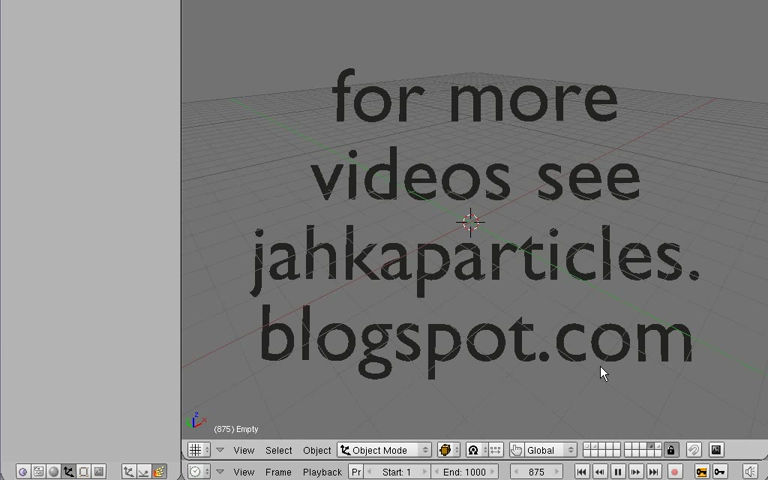 for more
videos see
jahkaparticles.
blogspot.com
(875) Empty
View Select Object Object Mode Global
View Frame Playback Pr Start: 1 End: 1000 875